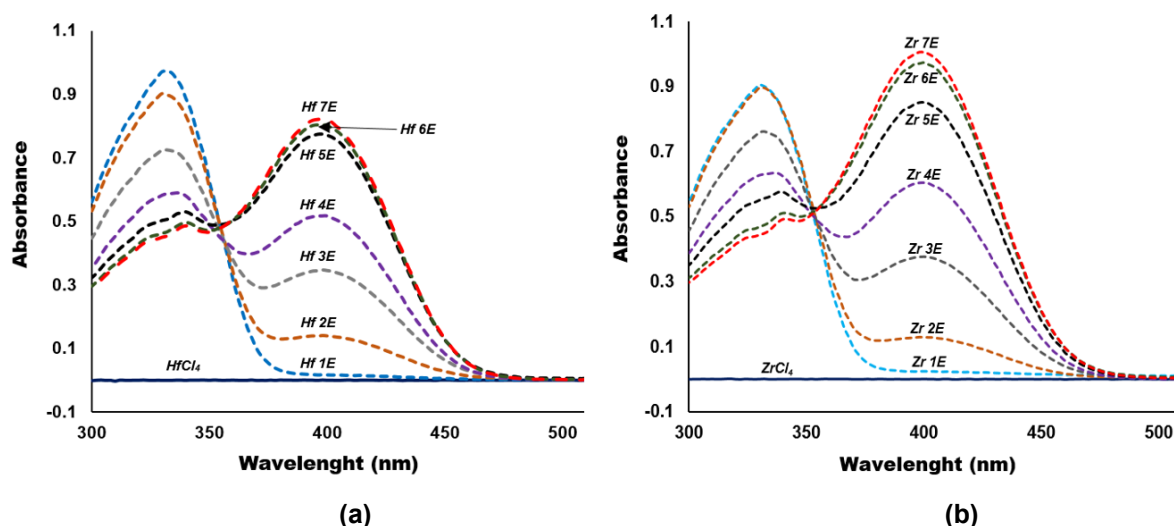 1.1
0.9
0.7
0.5
0.3
0.1
-0.1
Absorbance
Hf 7E
Hf 6E
Hf 5E
Hf 4E
Hf 3E
Hf 2E
HfCl₄
Hf 1E
300
350
400
450
500
Wavelenght (nm)
(a)
1.1
0.9
0.7
0.5
0.3
0.1
-0.1
Absorbance
Zr 7E
Zr 6E
Zr 5E
Zr 4E
Zr 3E
Zr 2E
ZrCl₄
Zr 1E
300
350
400
450
500
Wavelenght (nm)
(b)